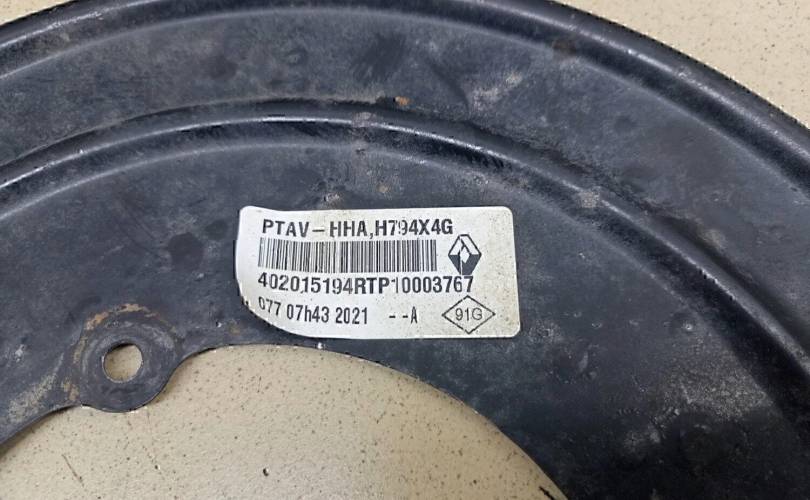 PTAV-HHA,H794X4G
402015194RTP10003767
077 07h43 2021 --A 91G